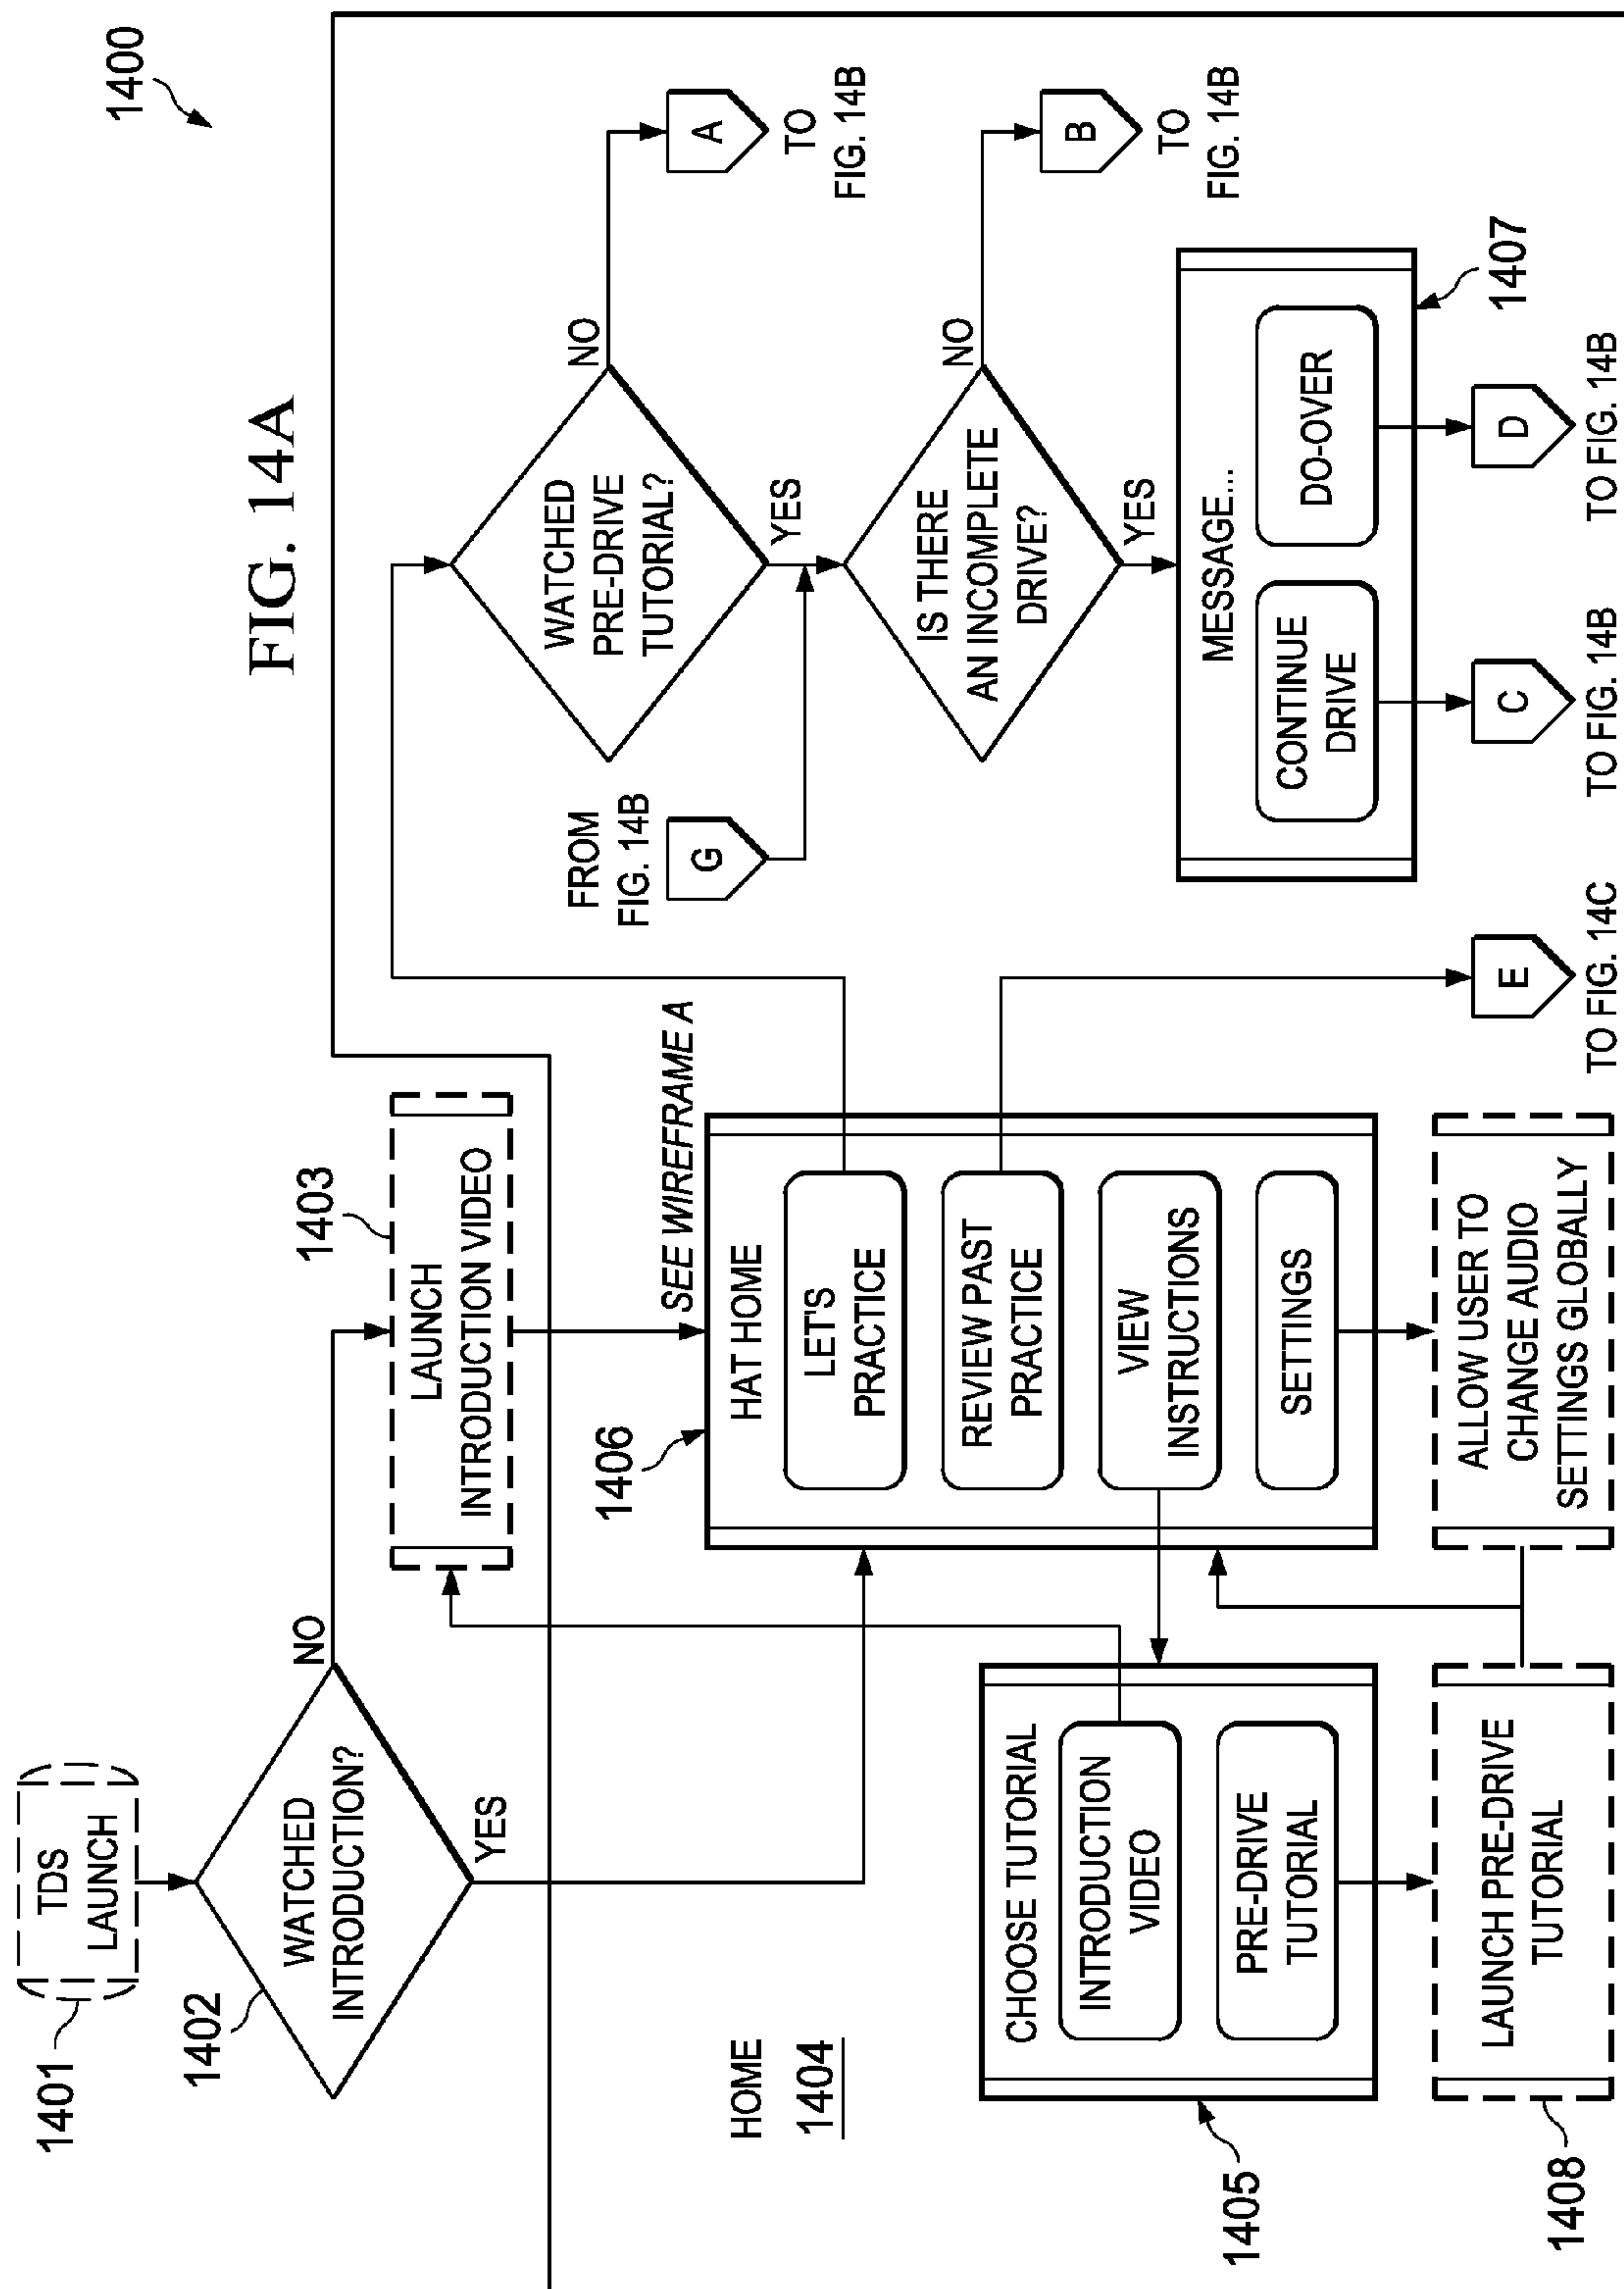 FIG. 14A
1400
1401
TDS
LAUNCH
1402
WATCHED
INTRODUCTION?
NO
YES
1403
LAUNCH
INTRODUCTION VIDEO
HOME
1404
SEE WIREFRAME A
1406
HAT HOME
LET'S
PRACTICE
REVIEW PAST
PRACTICE
VIEW
INSTRUCTIONS
SETTINGS
ALLOW USER TO
CHANGE AUDIO
SETTINGS GLOBALLY
1405
CHOOSE TUTORIAL
INTRODUCTION
VIDEO
PRE-DRIVE
TUTORIAL
1408
LAUNCH PRE-DRIVE
TUTORIAL
WATCHED
PRE-DRIVE
TUTORIAL?
NO
A
TO
FIG. 14B
YES
FROM
FIG. 14B
G
IS THERE
AN INCOMPLETE
DRIVE?
NO
B
TO
FIG. 14B
YES
MESSAGE...
CONTINUE
DRIVE
DO-OVER
1407
E
TO FIG. 14C
C
TO FIG. 14B
D
TO FIG. 14B